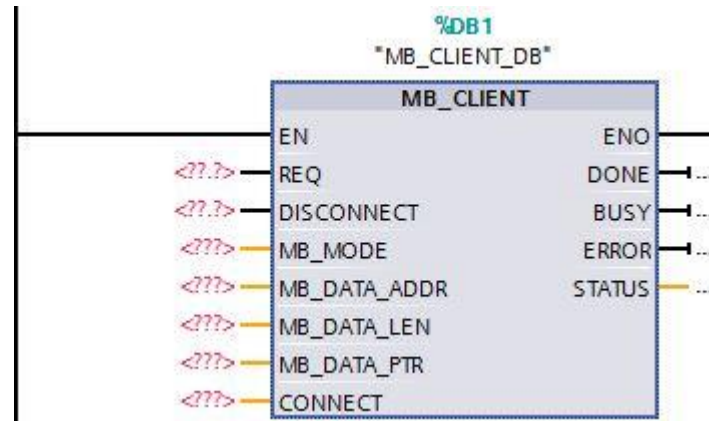 %DB1
"MB_CLIENT_DB"
MB_CLIENT
EN ENO
<??.?> REQ DONE ...
<??.?> DISCONNECT BUSY ...
<???> MB_MODE ERROR ...
<???> MB_DATA_ADDR STATUS ...
<???> MB_DATA_LEN
<???> MB_DATA_PTR
<???> CONNECT